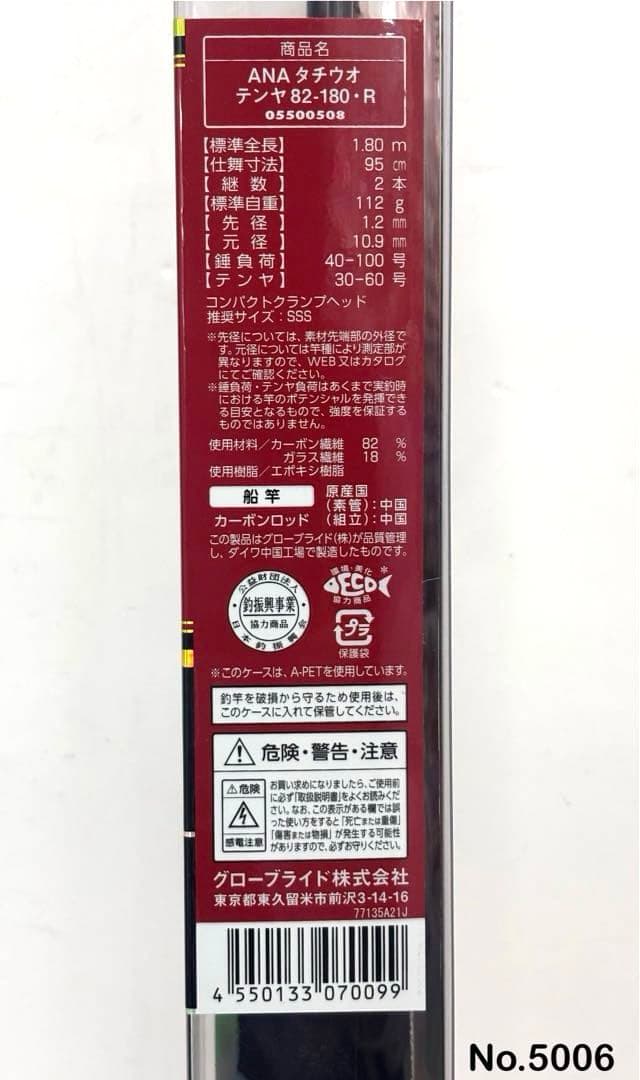 商品名
ANA タチウオ
テンヤ 82-180・R
05500508
【標準全長】 1.80 m
【仕舞寸法】 95 ㎝
【継数】 2 本
【標準自重】 112 g
【先径】 1.2 ㎜
【元径】 10.9 ㎜
【錘負荷】 40-100 号
【テンヤ】 30-60 号
コンパクトクランプヘッド
推奨サイズ：SSS
※先径については、素材先端部の外径で
す。元径については竿種により測定部が
異なりますので、WEB又はカタログ
にてご確認ください。
※錘負荷・テンヤ負荷はあくまで実釣時
における竿のポテンシャルを発揮できる
る目安となるもので、強度を保証する
ものではありません。
使用材料／カーボン繊維 82 %
ガラス繊維 18 %
使用樹脂／エポキシ樹脂
船竿
カーボンロッド
原産国
(素管)：中国
(組立)：中国
この製品はグローブライド(株)が品質管理
し、ダイワ中国工場で製造したものです。
公益財団法人
釣振興事業
協力商品
日本釣振興会
環境・美化
ECO
協力商品
※
プラ
保護袋
※このケースは、A-PETを使用しています。
釣竿を破損から守るため使用後は、
このケースに入れて保管してください。
危険・警告・注意
危険
感電注意
お買い求めになりましたら、ご使用前
に必ず「取扱説明書」をよくお読みくださ
い。なお、この表示がある欄では誤
った使い方をすると「死亡または重傷」
「傷害または物損」が発生する可能性
がありますので、必ずお守りください。
グローブライド株式会社
東京都東久留米市前沢3-14-16
77135A21J
4 550133 070099
No.5006